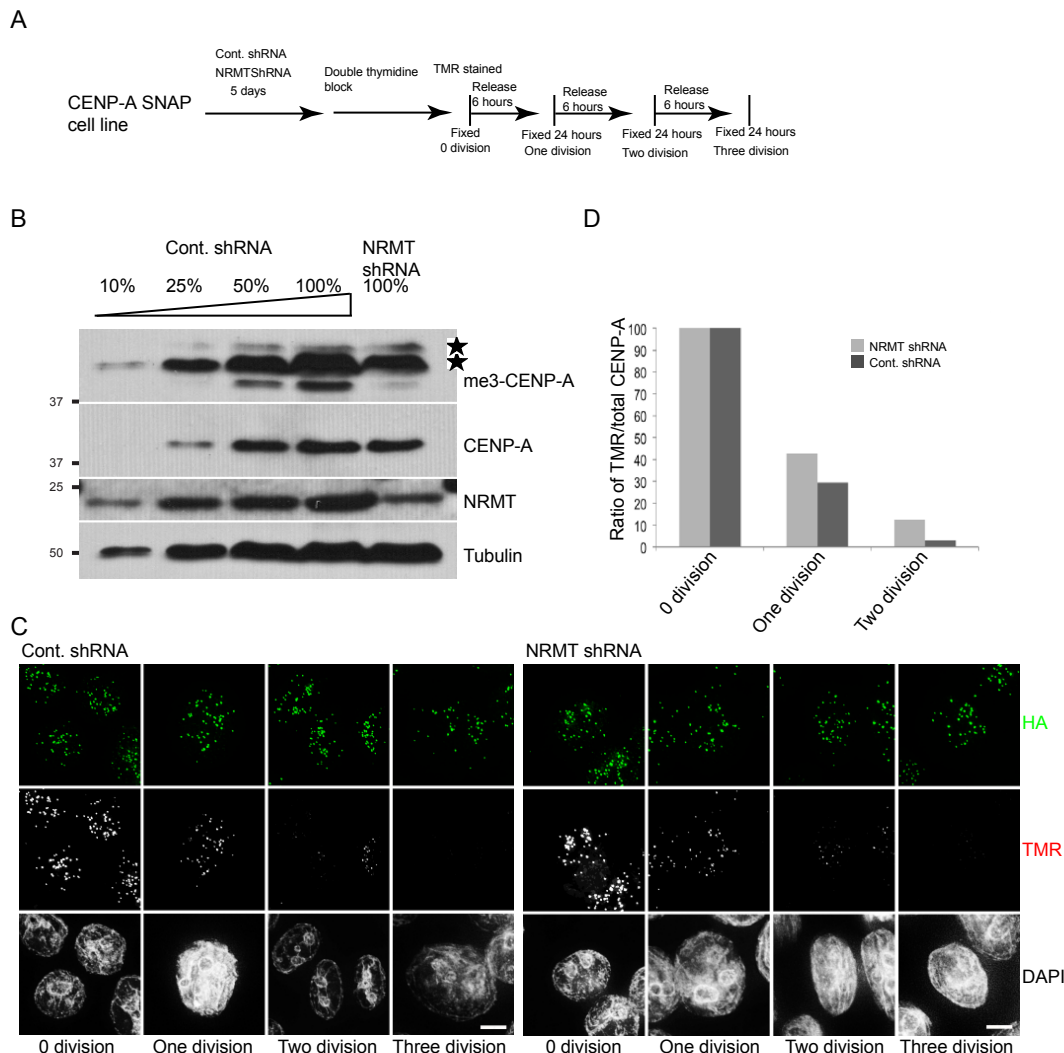 A
Cont. shRNA
NRMTShRNA
5 days
Double thymidine
block
TMR stained
Release
6 hours
Release
6 hours
Release
6 hours
CENP-A SNAP
cell line
Fixed
0 division
Fixed 24 hours
One division
Fixed 24 hours
Two division
Fixed 24 hours
Three division
B
Cont. shRNA
NRMT
shRNA
10% 25% 50% 100% 100%
me3-CENP-A
37
CENP-A
37
25
NRMT
50
Tubulin
D
Ratio of TMR/total CENP-A
100
90
80
70
60
50
40
30
20
10
0
NRMT shRNA
Cont. shRNA
0 division
One division
Two division
C
Cont. shRNA
NRMT shRNA
HA
TMR
DAPI
0 division One division Two division Three division
0 division One division Two division Three division